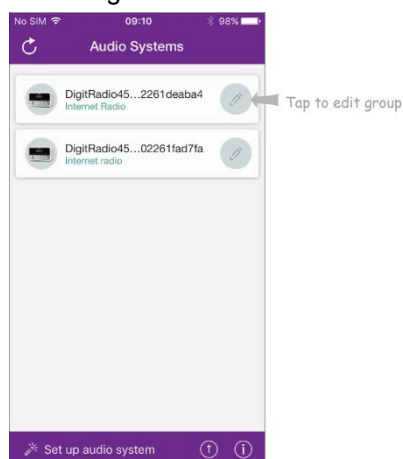 No SIM 09:10 98%
Audio Systems
DigitRadio45...2261deaba4
Internet Radio
Tap to edit group
DigitRadio45...02261fad7fa
Internet radio
Set up audio system